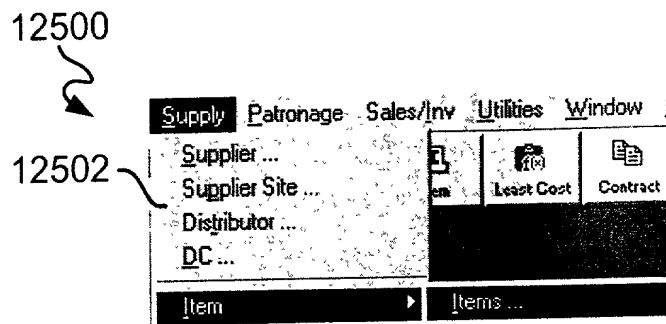 12500
Supply Patronage Sales/Inv Utilities Window
12502
Supplier ...
Supplier Site ...
Least Cost Contract
Distributor ...
DC ...
Item Items ...